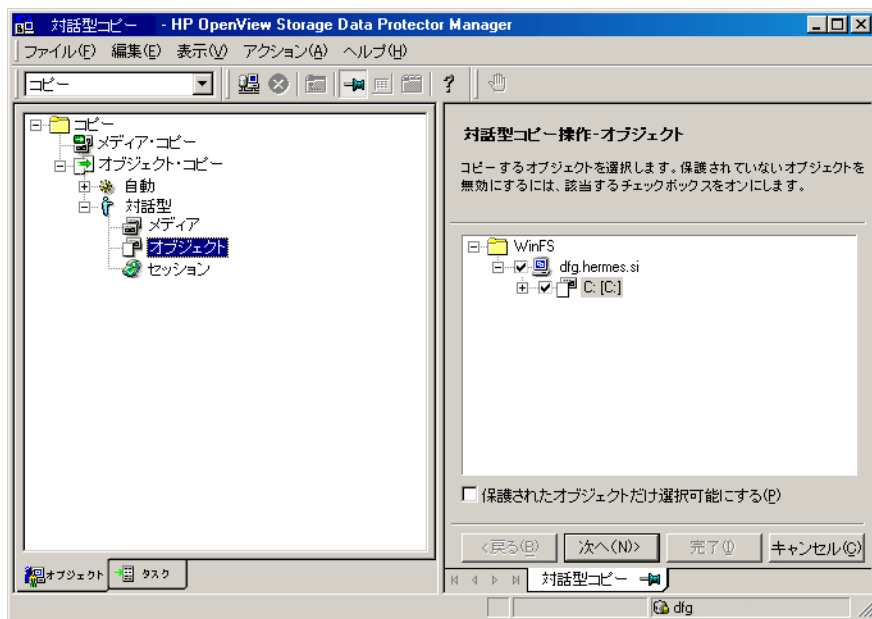 対話型コピー - HP OpenView Storage Data Protector Manager
ファイル(F) 編集(E) 表示(V) アクション(A) ヘルプ(H)
コピー
コピー
メディア・コピー
オブジェクト・コピー
自動
対話型
メディア
オブジェクト
セッション
オブジェクト タスク
対話型コピー操作-オブジェクト
コピーするオブジェクトを選択します。保護されていないオブジェクトを
無効にするには、該当するチェックボックスをオンにします。
WinFS
dfg.hermes.si
C: [C:]
保護されたオブジェクトだけ選択可能にする(P)
<戻る(B) 次へ(N)> 完了(I) キャンセル(C)
対話型コピー
dfg